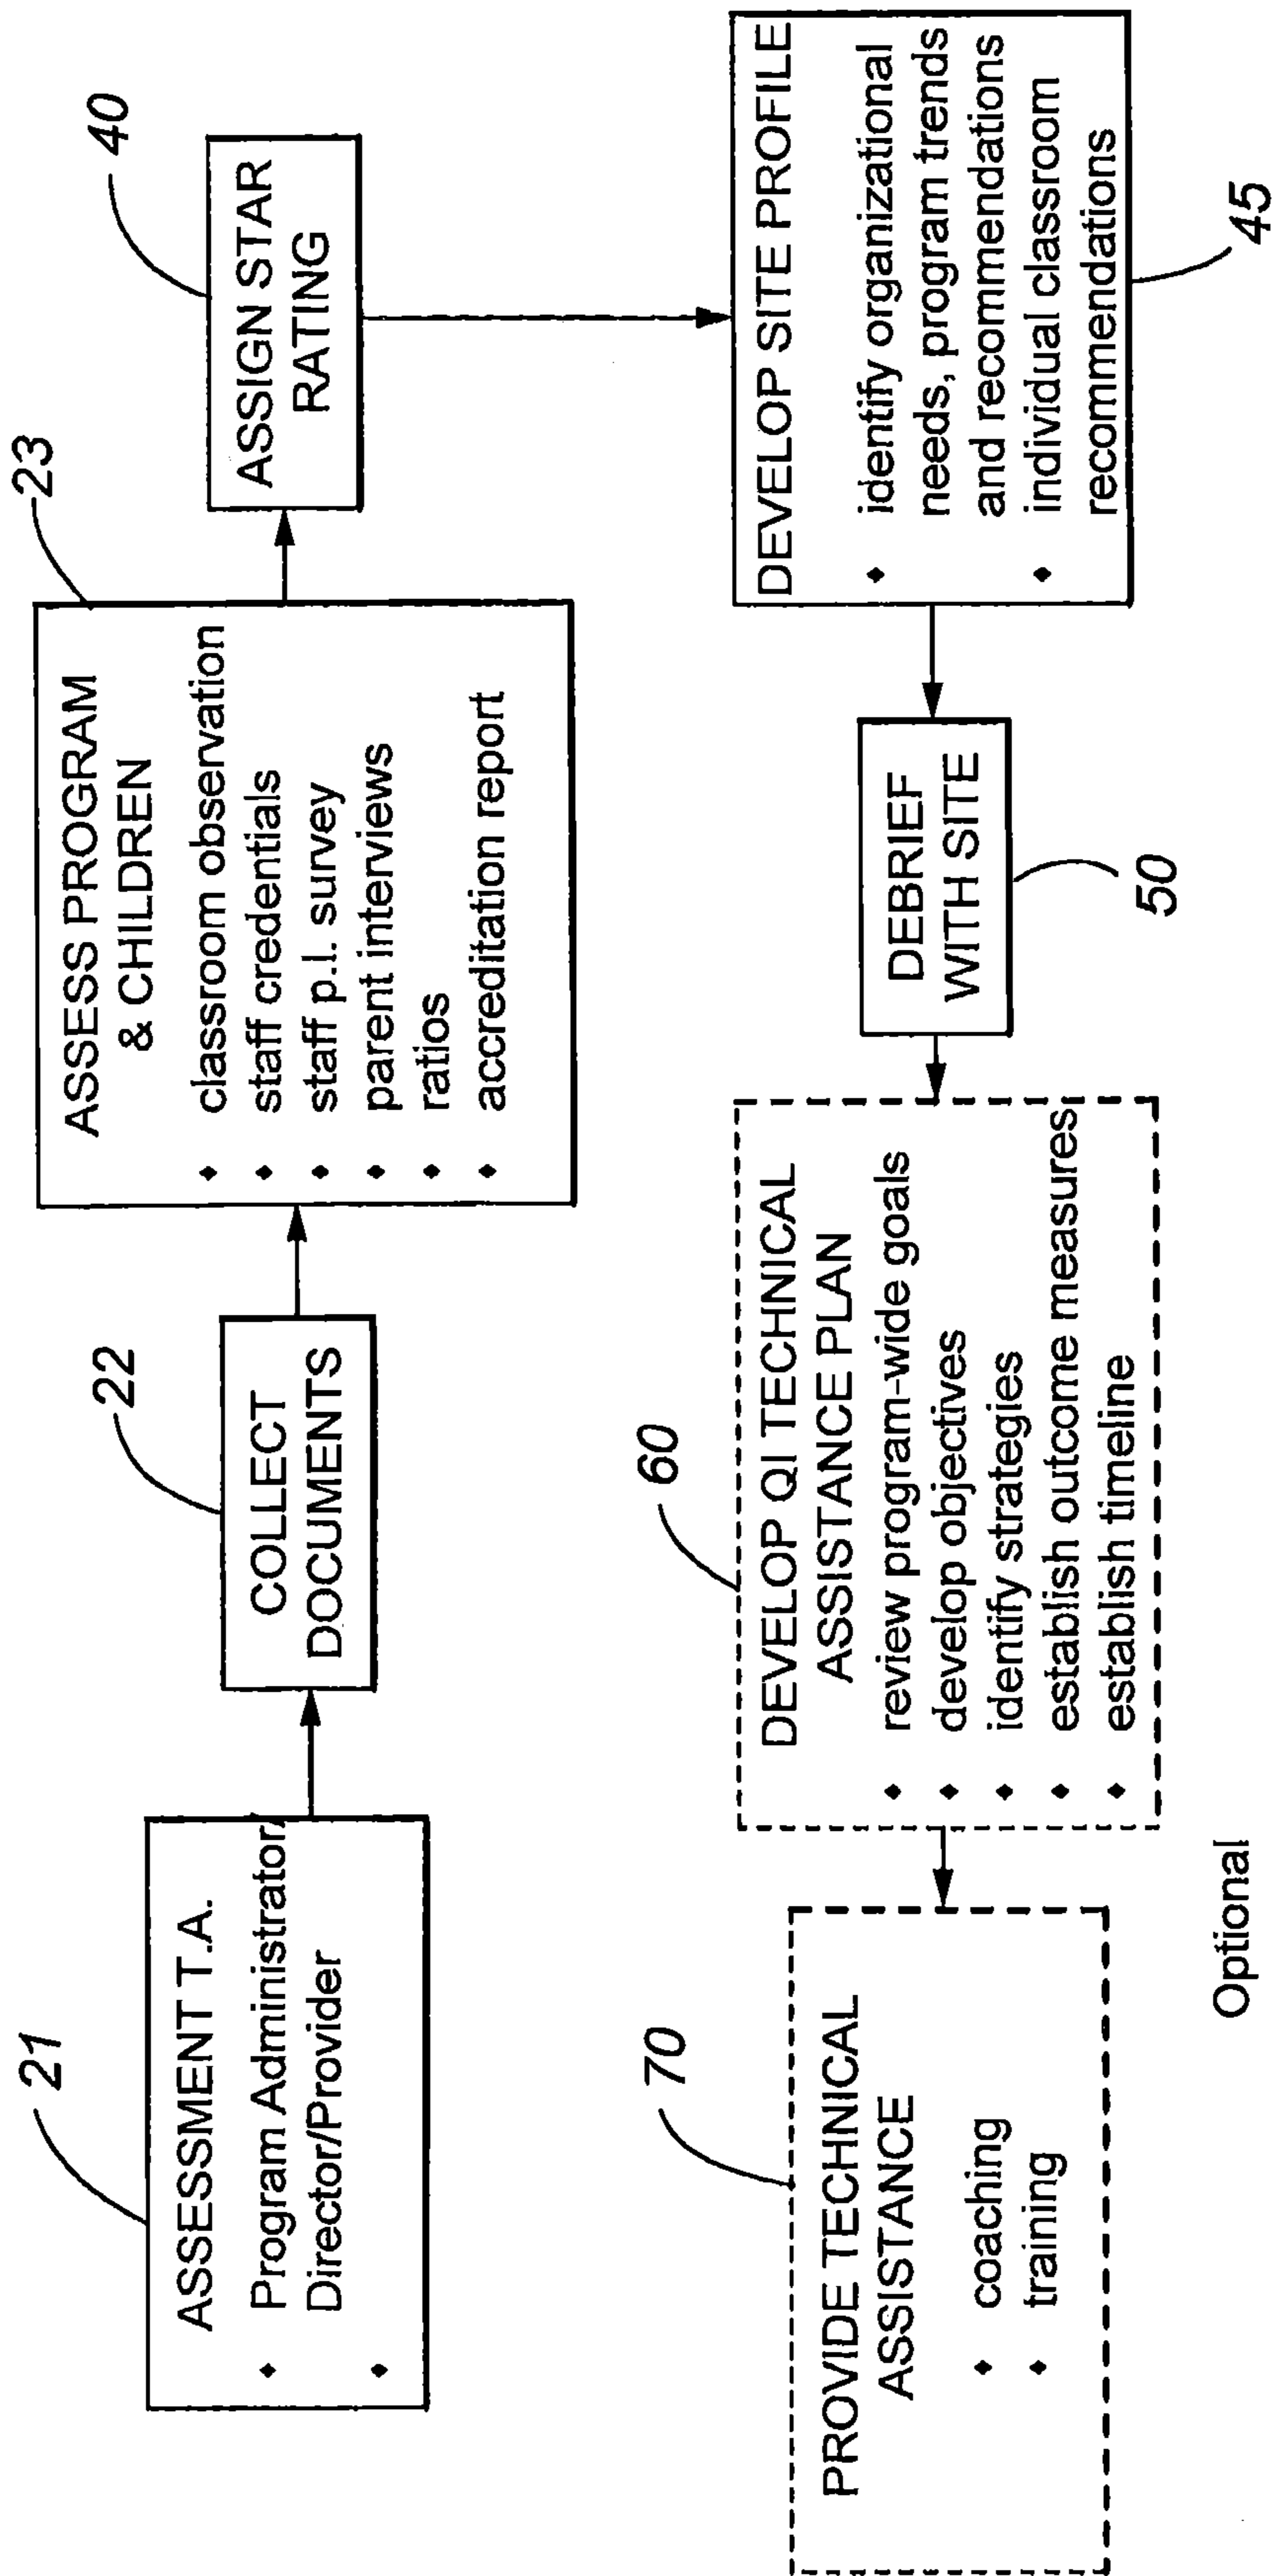 21
ASSESSMENT T.A.
♦ Program Administrator/
Director/Provider
♦
22
COLLECT
DOCUMENTS
23
ASSESS PROGRAM
& CHILDREN
♦ classroom observation
♦ staff credentials
♦ staff p.I. survey
♦ parent interviews
♦ ratios
♦ accreditation report
40
ASSIGN STAR
RATING
DEVELOP SITE PROFILE
♦ identify organizational
needs, program trends
and recommendations
♦ individual classroom
recommendations
45
DEBRIEF
WITH SITE
50
60
DEVELOP QI TECHNICAL
ASSISTANCE PLAN
♦ review program-wide goals
♦ develop objectives
♦ identify strategies
♦ establish outcome measures
♦ establish timeline
70
PROVIDE TECHNICAL
ASSISTANCE
♦ coaching
♦ training
Optional